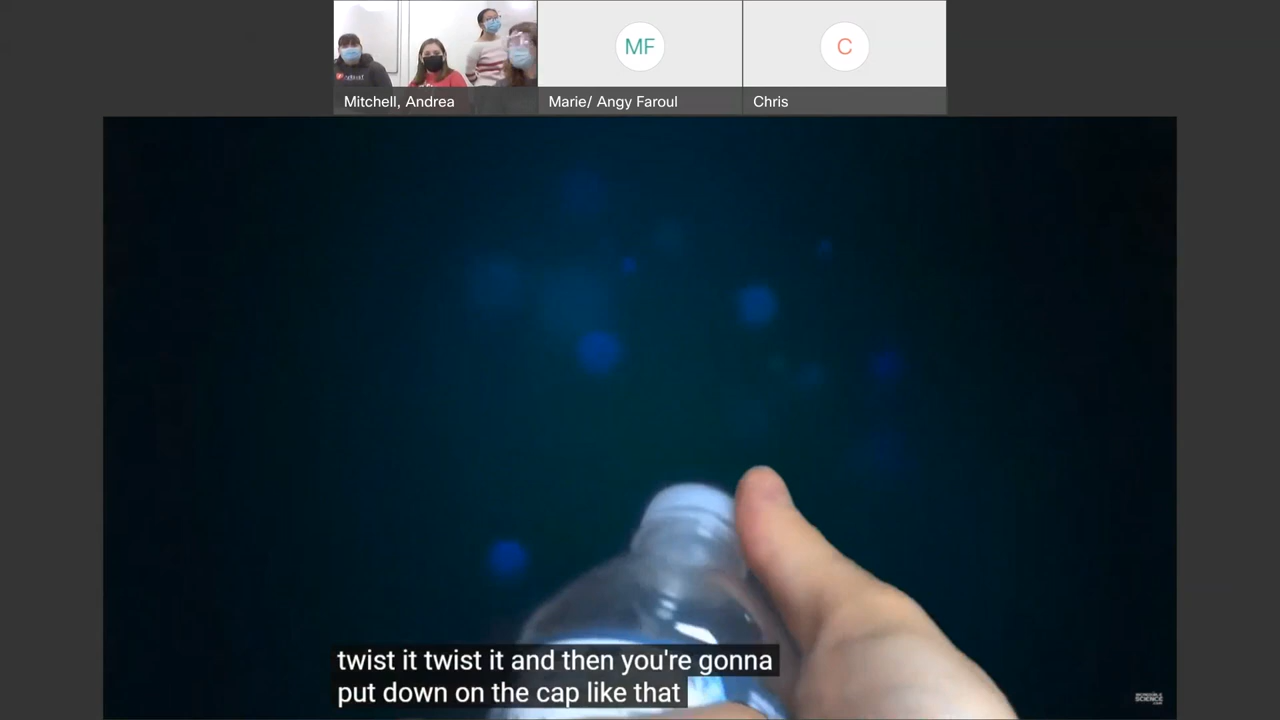 MF
C
Mitchell, Andrea
Marie/ Angy Faroul
Chris
twist it twist it and then you're gonna
put down on the cap like that
SCIENCE